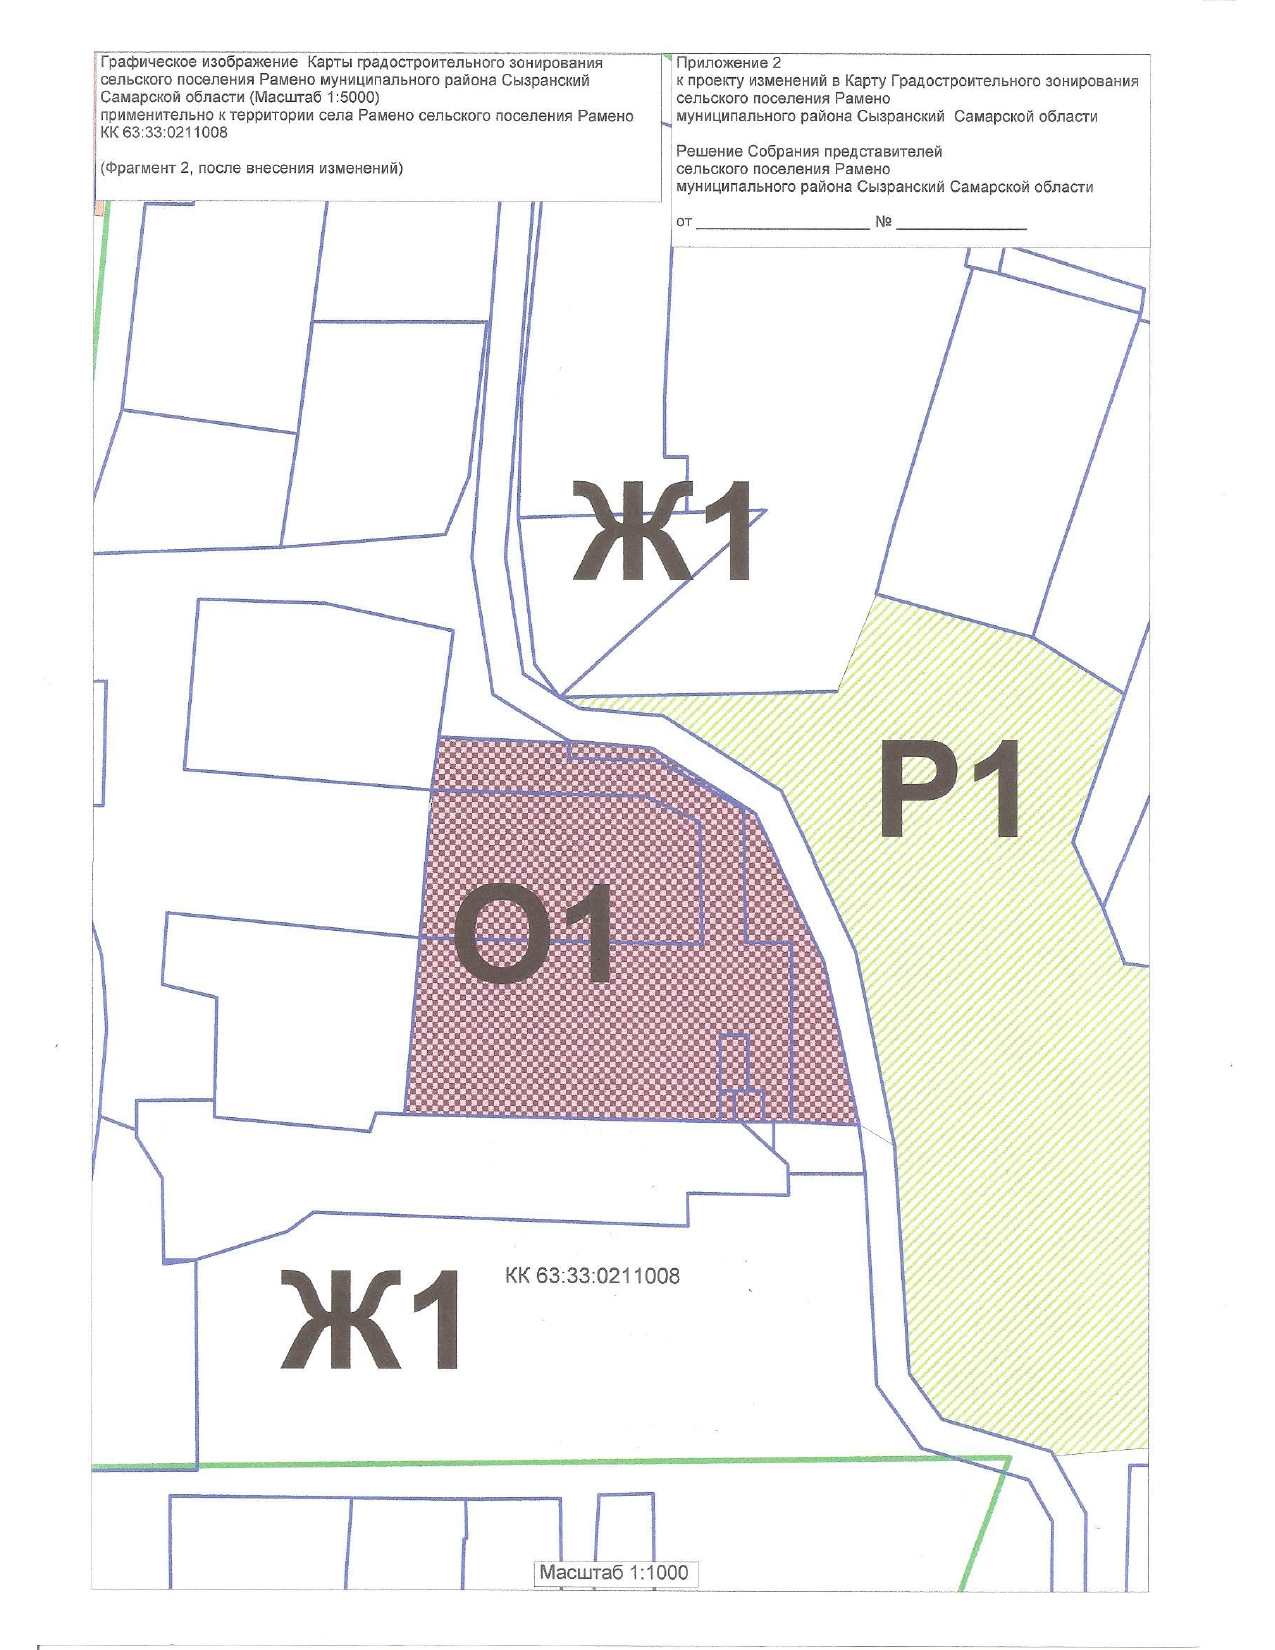 Графическое изображение Карты градостроительного зонирования
сельского поселения Рамено муниципального района Сызранский
Самарской области (Масштаб 1:5000)
применительно к территории села Рамено сельского поселения Рамено
КК 63:33:0211008
(Фрагмент 2, после внесения изменений)
Приложение 2
к проекту изменений в Карту Градостроительного зонирования
сельского поселения Рамено
муниципального района Сызранский Самарской области
Решение Собрания представителей
сельского поселения Рамено
муниципального района Сызранский Самарской области
от ____________________ № _______________
Ж1
Р1
О1
Ж1
КК 63:33:0211008
Масштаб 1:1000